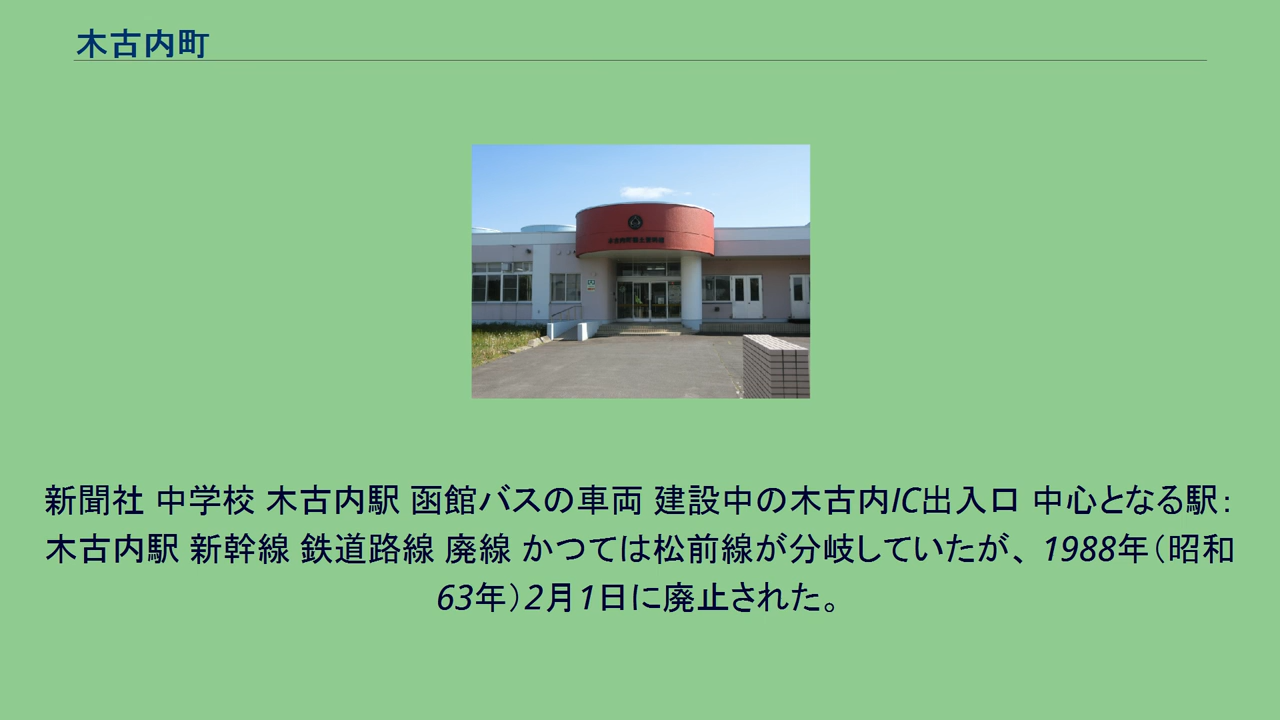 木古内町
新聞社 中学校 木古内駅 函館バスの車両 建設中の木古内IC出入口 中心となる駅：
木古内駅 新幹線 鉄道路線 廃線 かつては松前線が分岐していたが、1988年（昭和
63年）2月1日に廃止された。